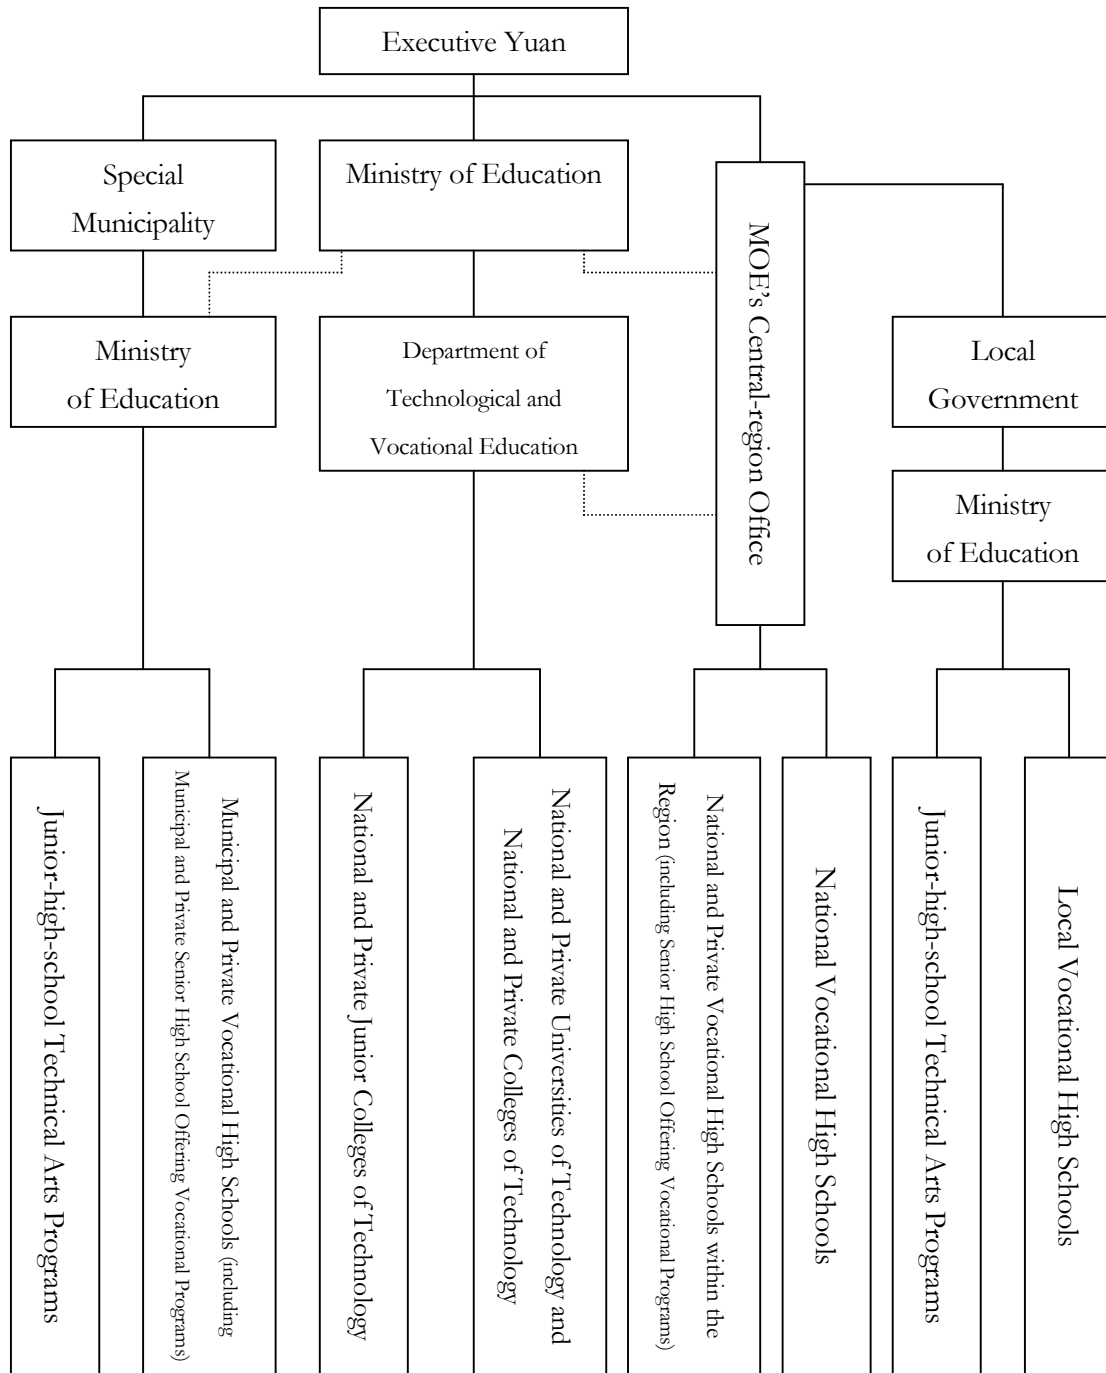 Executive Yuan
Special
Municipality
Ministry of Education
MOE's Central-region Office
Ministry
of Education
Department of
Technological and
Vocational Education
Local
Government
Ministry
of Education
Junior-high-school Technical Arts Programs
Municipal and Private Vocational High Schools (including
Municipal and Private Senior High School Offering Vocational Programs)
National and Private Junior Colleges of Technology
National and Private Universities of Technology and
National and Private Colleges of Technology
National and Private Vocational High Schools within the
Region (including Senior High School Offering Vocational Programs)
National Vocational High Schools
Junior-high-school Technical Arts Programs
Local Vocational High Schools